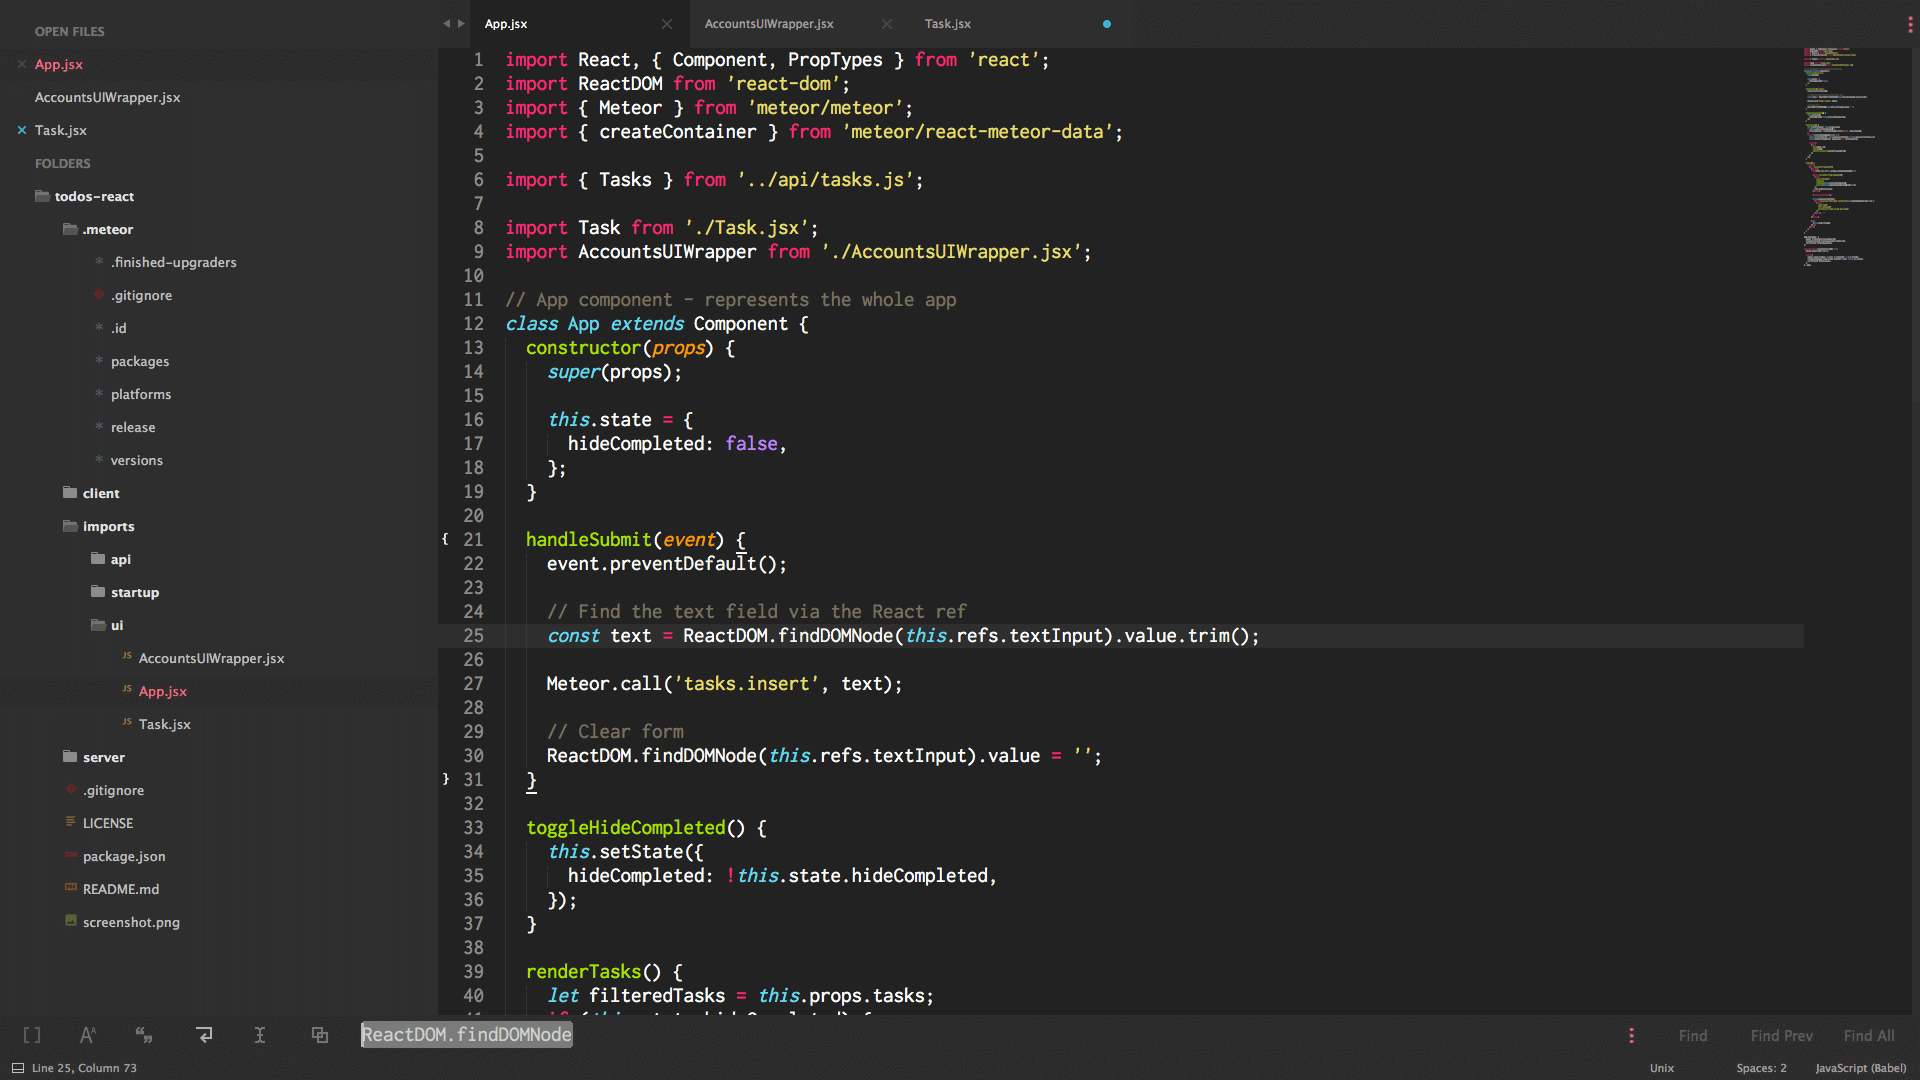 OPEN FILES
App.jsx
AccountsUIWrapper.jsx
Task.jsx
FOLDERS
todos-react
.meteor
.finished-upgraders
.gitignore
.id
packages
platforms
release
versions
client
imports
api
startup
ui
JS AccountsUIWrapper.jsx
JS App.jsx
JS Task.jsx
server
.gitignore
LICENSE
package.json
README.md
screenshot.png
App.jsx AccountsUIWrapper.jsx Task.jsx
1 import React, { Component, PropTypes } from 'react';
2 import ReactDOM from 'react-dom';
3 import { Meteor } from 'meteor/meteor';
4 import { createContainer } from 'meteor/react-meteor-data';
5
6 import { Tasks } from '../api/tasks.js';
7
8 import Task from './Task.jsx';
9 import AccountsUIWrapper from './AccountsUIWrapper.jsx';
10
11 // App component - represents the whole app
12 class App extends Component {
13 constructor(props) {
14 super(props);
15
16 this.state = {
17 hideCompleted: false,
18 };
19 }
20
{ 21 handleSubmit(event) {
22 event.preventDefault();
23
24 // Find the text field via the React ref
25 const text = ReactDOM.findDOMNode(this.refs.textInput).value.trim();
26
27 Meteor.call('tasks.insert', text);
28
29 // Clear form
30 ReactDOM.findDOMNode(this.refs.textInput).value = '';
} 31 }
32
33 toggleHideCompleted() {
34 this.setState({
35 hideCompleted: !this.state.hideCompleted,
36 });
37 }
38
39 renderTasks() {
40 let filteredTasks = this.props.tasks;
ReactDOM.findDOMNode Find Find Prev Find All
Line 25, Column 73 Unix Spaces: 2 JavaScript (Babel)